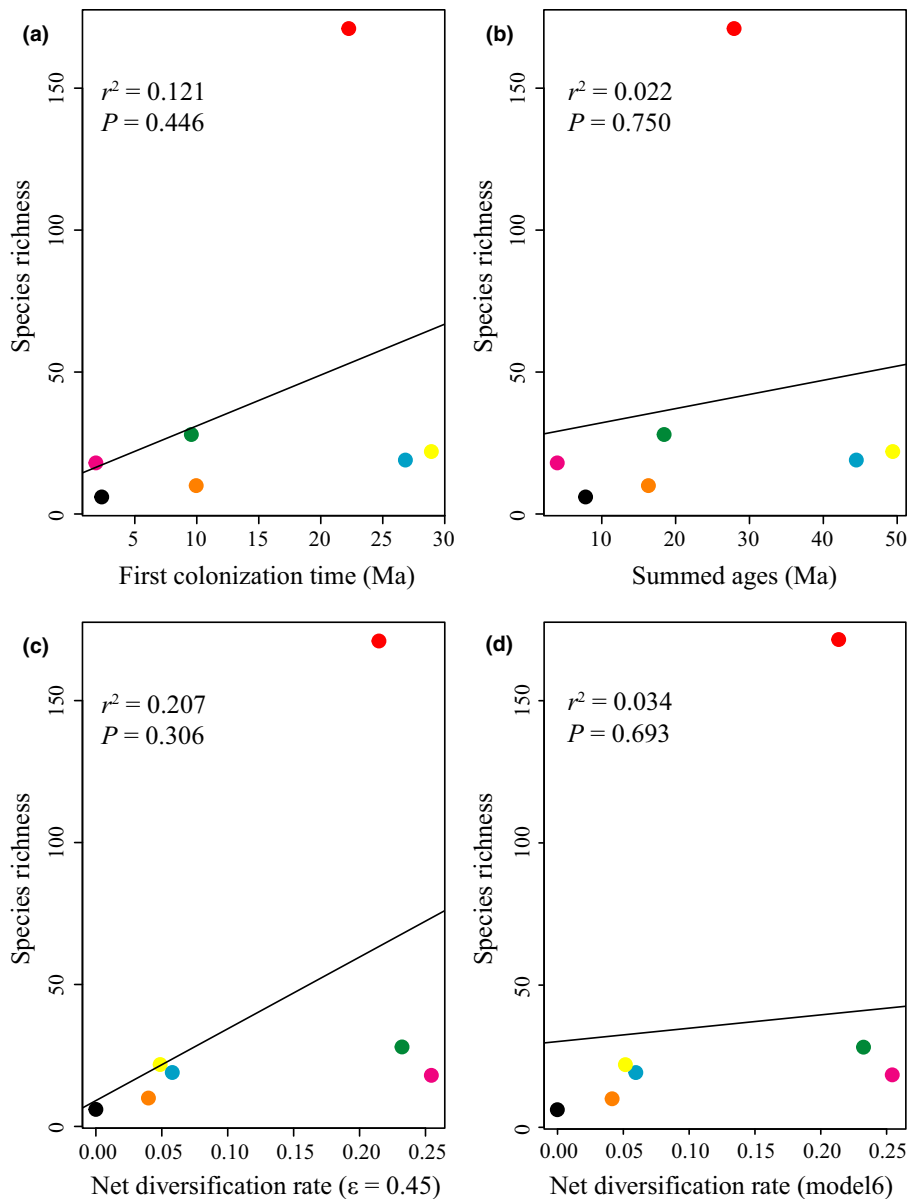 (a)
r² = 0.121
P = 0.446
Species richness
0 50 100 150
5 10 15 20 25 30
First colonization time (Ma)
(b)
r² = 0.022
P = 0.750
Species richness
0 50 100 150
10 20 30 40 50
Summed ages (Ma)
(c)
r² = 0.207
P = 0.306
Species richness
0 50 100 150
0.00 0.05 0.10 0.15 0.20 0.25
Net diversification rate (ε = 0.45)
(d)
r² = 0.034
P = 0.693
Species richness
0 50 100 150
0.00 0.05 0.10 0.15 0.20 0.25
Net diversification rate (model6)